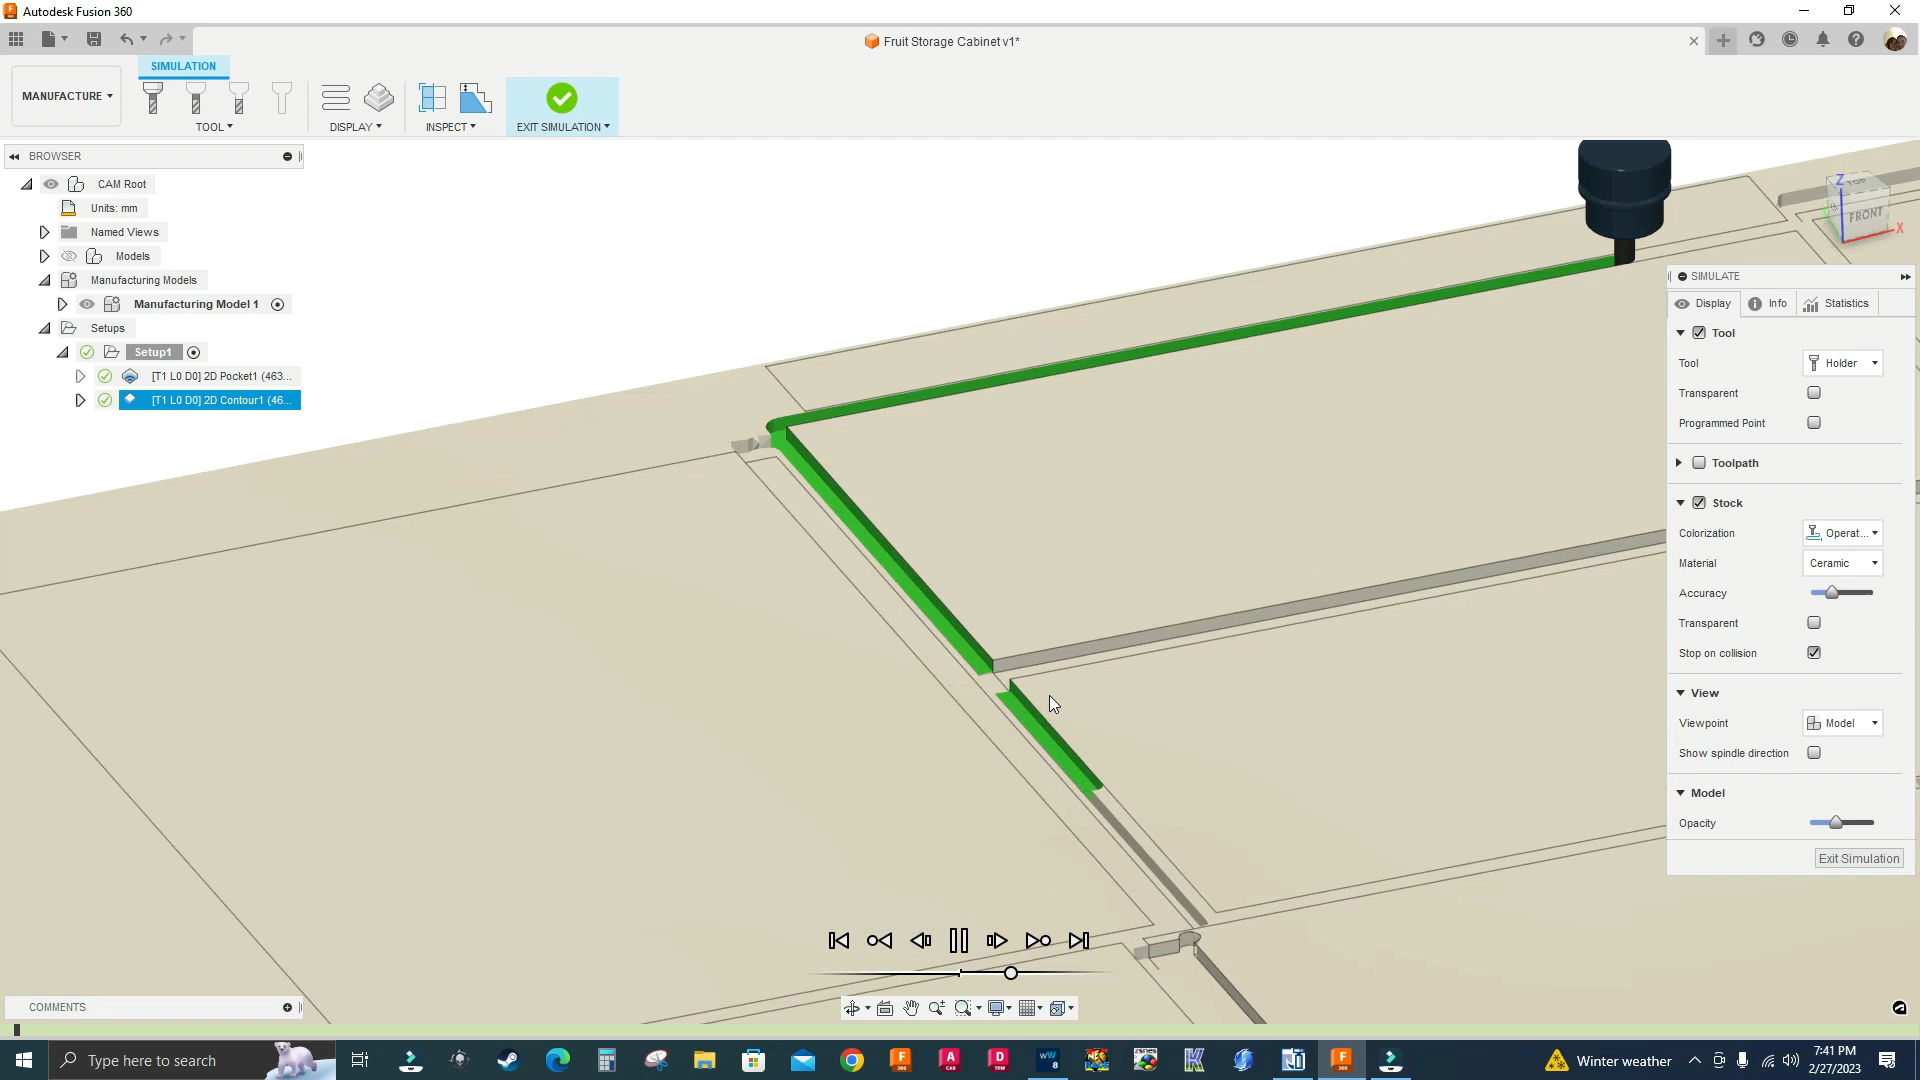 Autodesk Fusion 360
Fruit Storage Cabinet v1*
SIMULATION
MANUFACTURE
TOOL
DISPLAY
INSPECT
EXIT SIMULATION
BROWSER
CAM Root
Units: mm
Named Views
Models
Manufacturing Models
Manufacturing Model 1
Setups
Setup1
[T1 L0 D0] 2D Pocket1 (463...
[T1 L0 D0] 2D Contour1 (46...
Z
TOP
FRONT
X
SIMULATE
Display
Info
Statistics
Tool
Tool
Holder
Transparent
Programmed Point
Toolpath
Stock
Colorization
Operat...
Material
Ceramic
Accuracy
Transparent
Stop on collision
View
Viewpoint
Model
Show spindle direction
Model
Opacity
Exit Simulation
COMMENTS
Type here to search
Winter weather
7:41 PM
2/27/2023